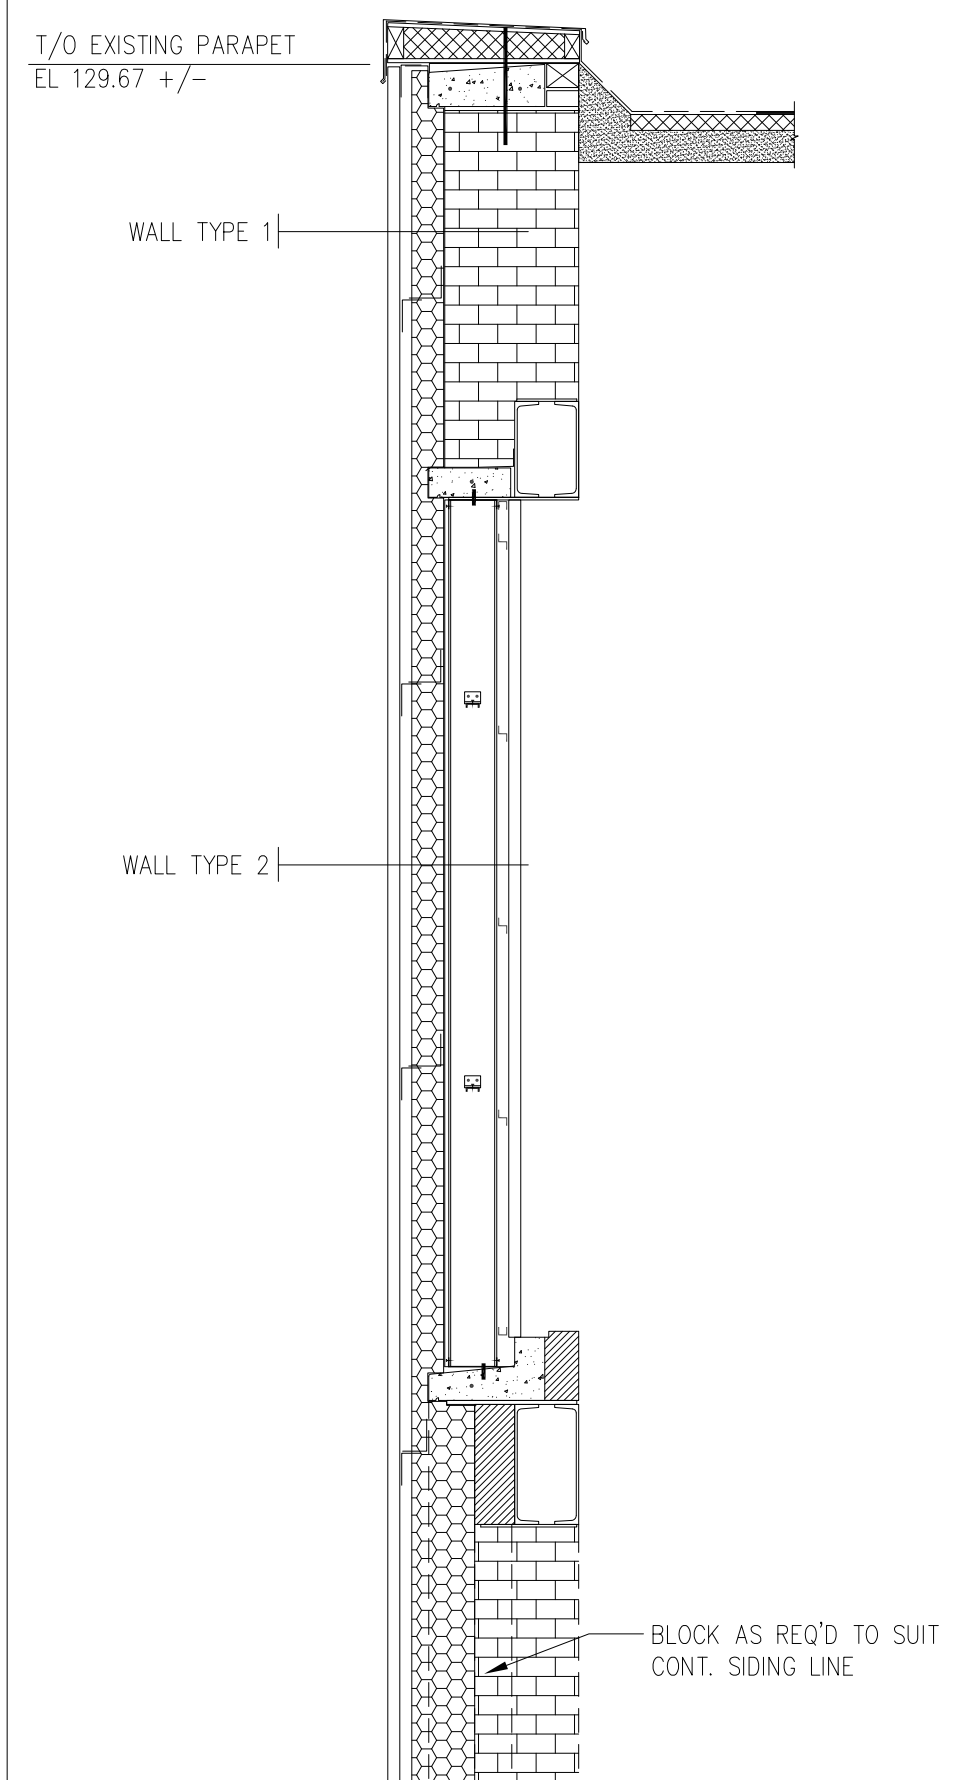 T/O EXISTING PARAPET
EL 129.67 +/-
WALL TYPE 1
WALL TYPE 2
BLOCK AS REQ'D TO SUIT
CONT. SIDING LINE